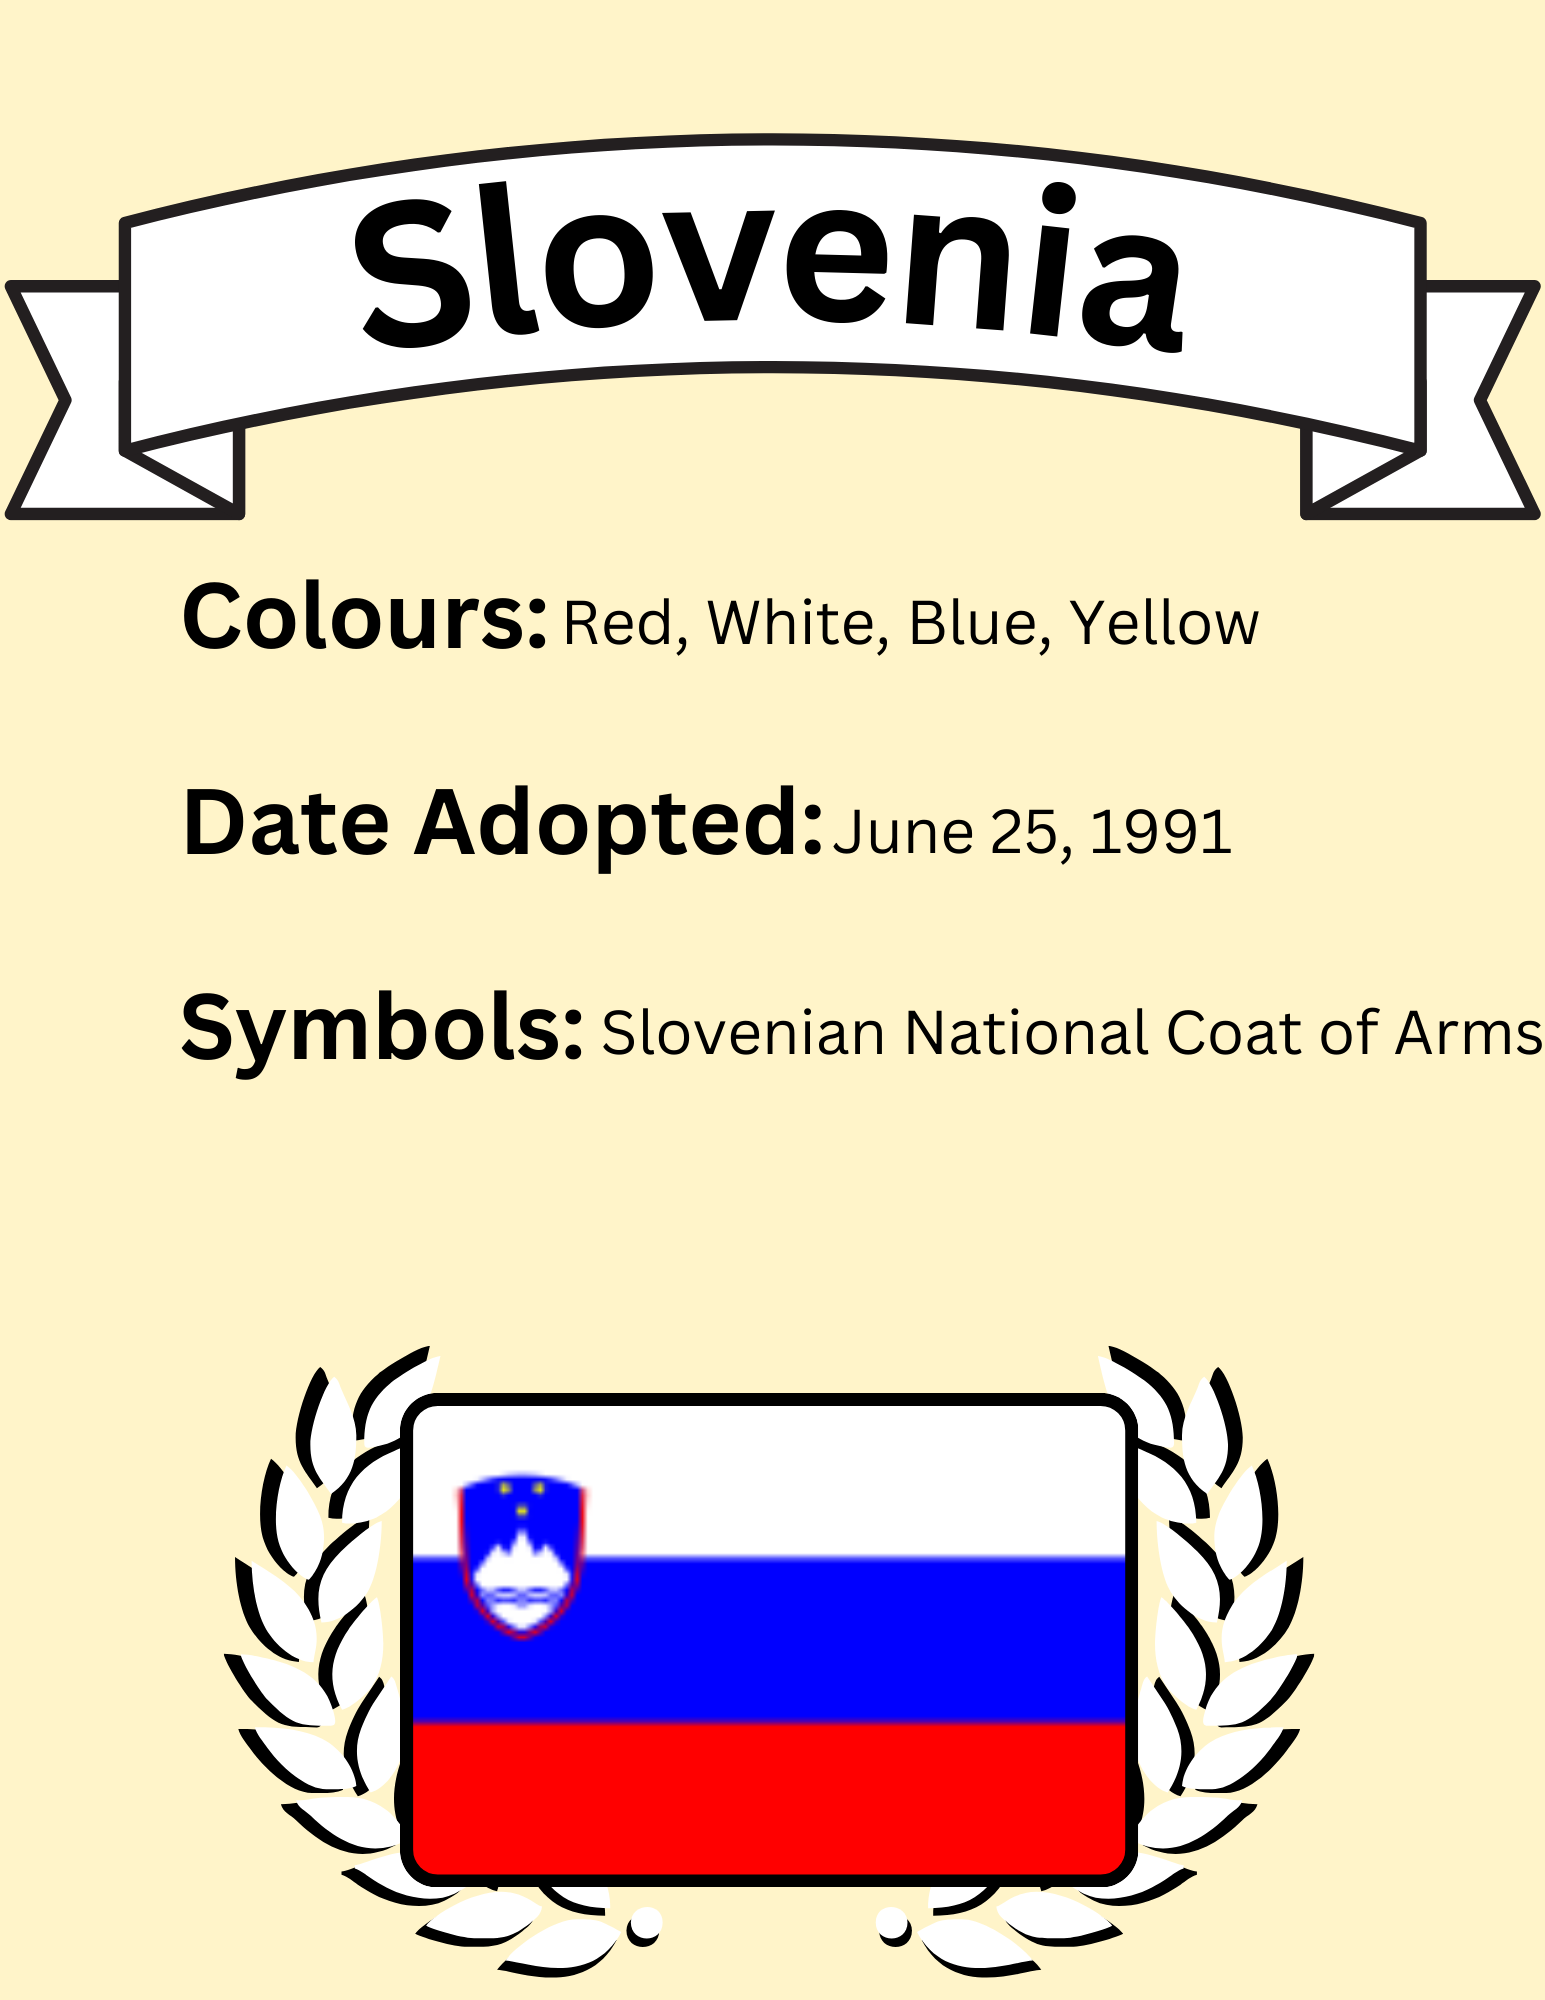 Slovenia
Colours: Red, White, Blue, Yellow
Date Adopted: June 25, 1991
Symbols: Slovenian National Coat of Arms